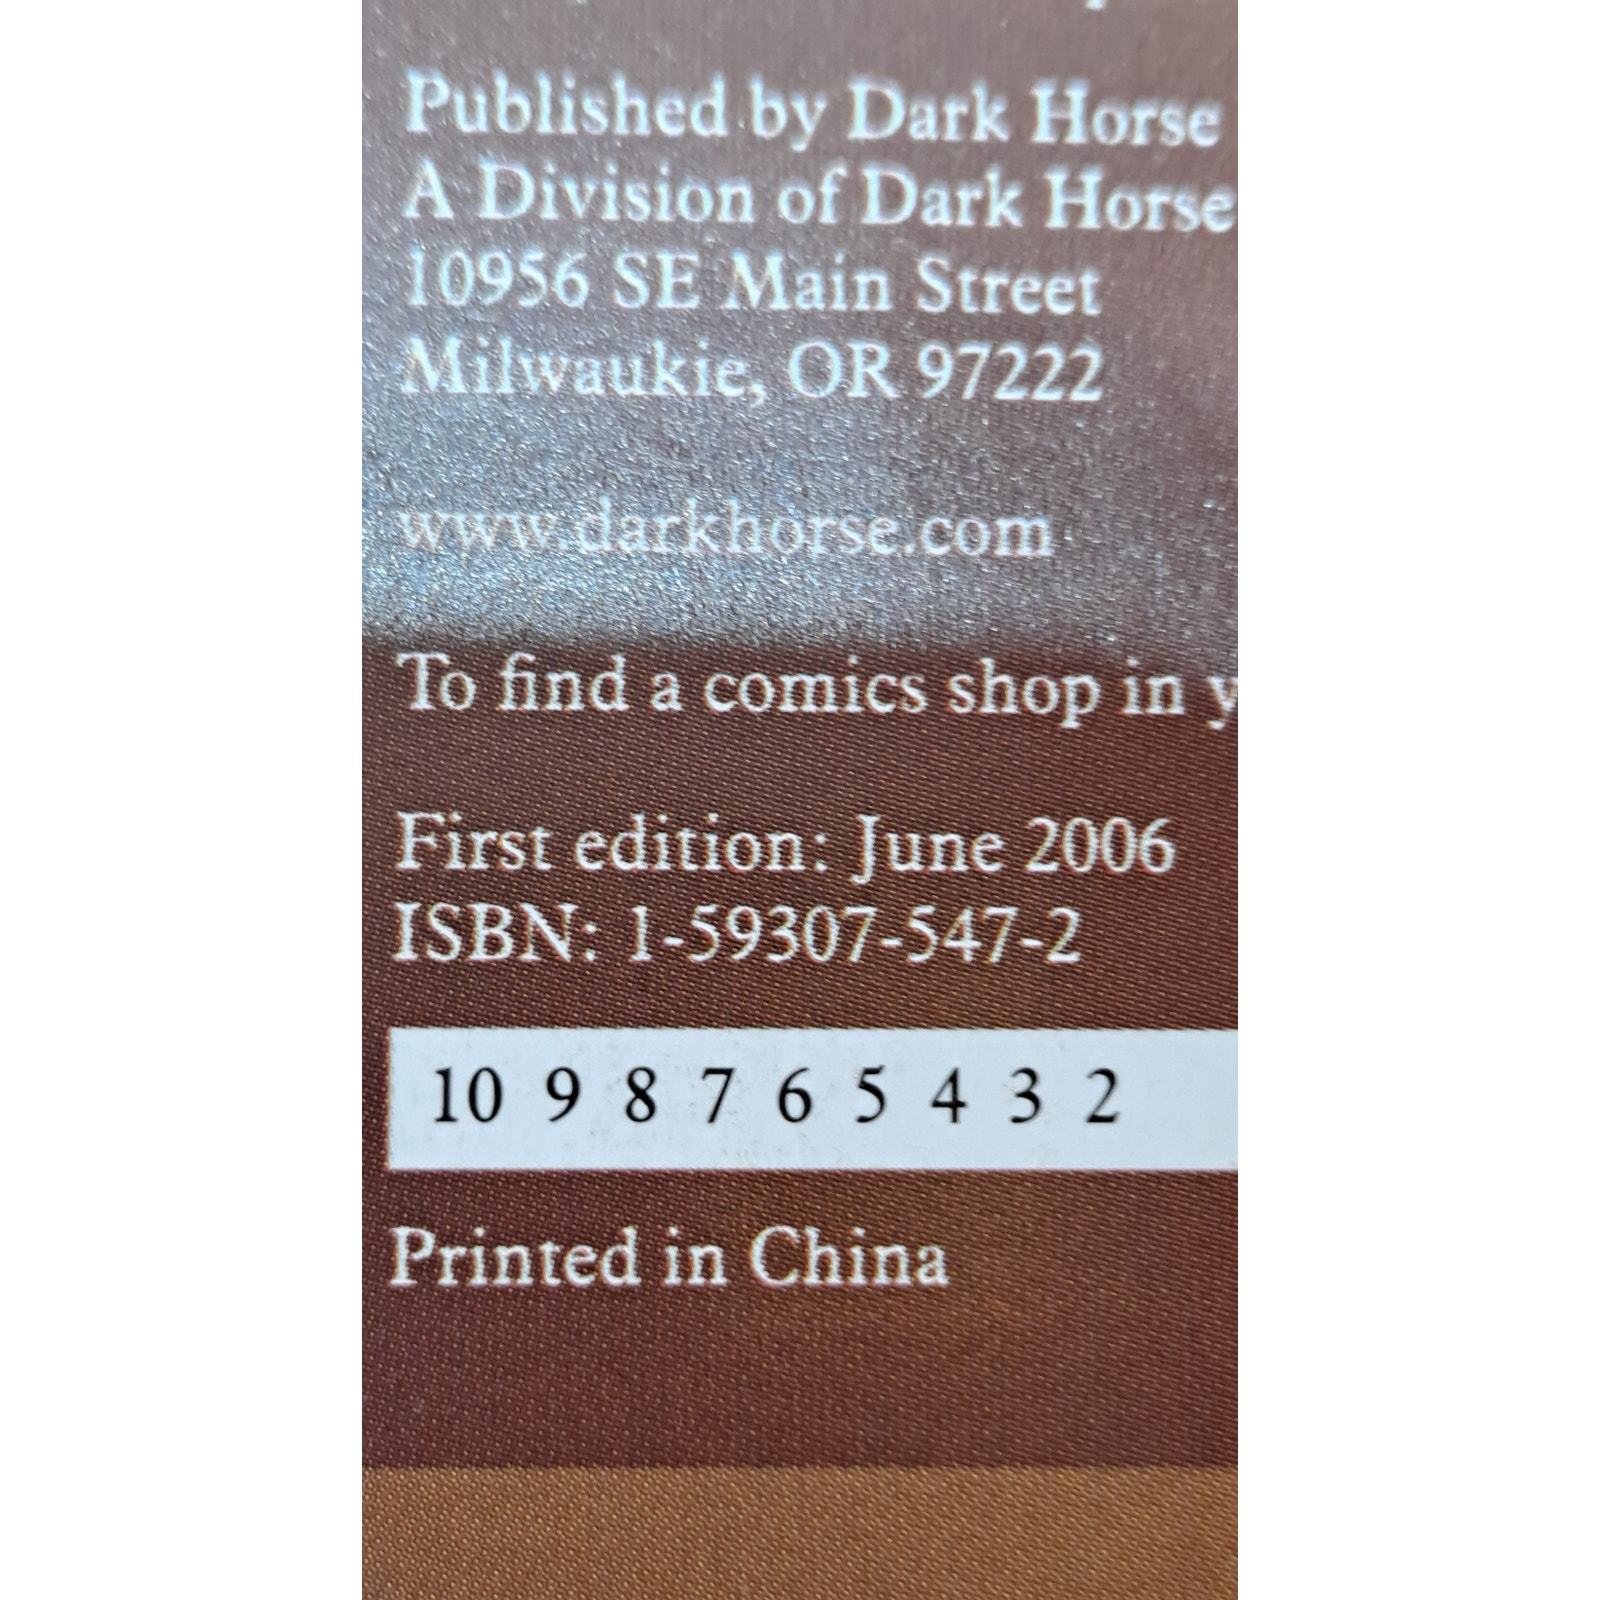 Published by Dark Horse
A Division of Dark Horse
10956 SE Main Street
Milwaukie, OR 97222
www.darkhorse.com
To find a comics shop in y
First edition: June 2006
ISBN: 1-59307-547-2
10 9 8 7 6 5 4 3 2
Printed in China